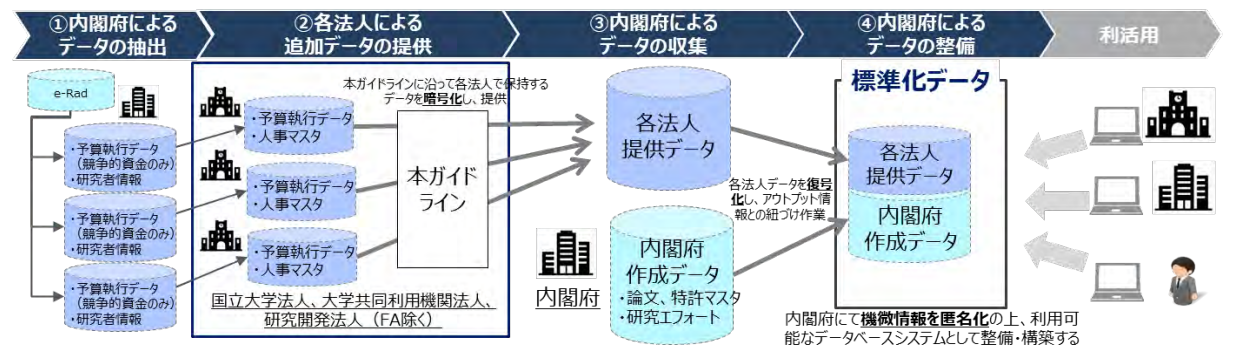 ①内閣府による
データの抽出
②各法人による
追加データの提供
③内閣府による
データの収集
④内閣府による
データの整備
利活用
e-Rad
・予算執行データ
（競争的資金のみ）
・研究者情報
・予算執行データ
（競争的資金のみ）
・研究者情報
・予算執行データ
（競争的資金のみ）
・研究者情報
本ガイドラインに沿って各法人で保持する
データを暗号化し、提供
・予算執行データ
・人事マスタ
・予算執行データ
・人事マスタ
・予算執行データ
・人事マスタ
本ガイド
ライン
国立大学法人、大学共同利用機関法人、
研究開発法人（FA除く）
各法人
提供データ
内閣府
内閣府
作成データ
・論文、特許マスタ
・研究エフォート
各法人データを復号
化し、アウトプット情
報との紐づけ作業
標準化データ
各法人
提供データ
内閣府
作成データ
内閣府にて機微情報を匿名化の上、利用可
能なデータベースシステムとして整備・構築する